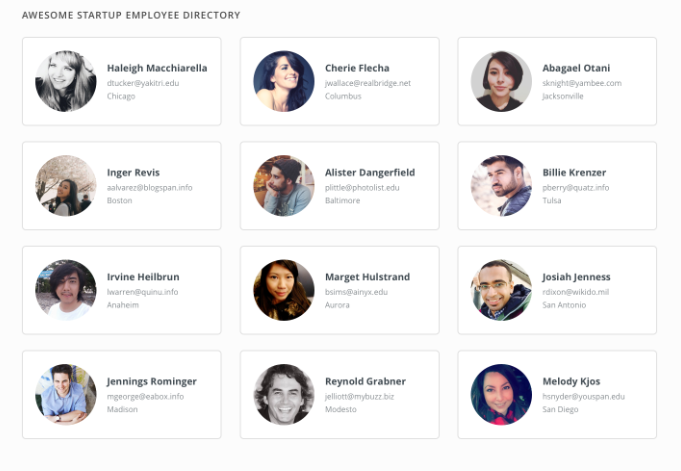 AWESOME STARTUP EMPLOYEE DIRECTORY
Haleigh Macchiarella
dtucker@yakitri.edu
Chicago
Cherie Flecha
jwallace@realbridge.net
Columbus
Abagael Otani
sknight@yambee.com
Jacksonville
Inger Revis
aalvarez@blogspan.info
Boston
Alister Dangerfield
plittle@photolist.edu
Baltimore
Billie Krenzer
pberry@quatz.info
Tulsa
Irvine Heilbrun
lwarren@quinu.info
Anaheim
Marget Hulstrand
bsims@ainyx.edu
Aurora
Josiah Jenness
rdixon@wikido.mil
San Antonio
Jennings Rominger
mgeorge@eabox.info
Madison
Reynold Grabner
jelliott@mybuzz.biz
Modesto
Melody Kjos
hsnyder@youspan.edu
San Diego